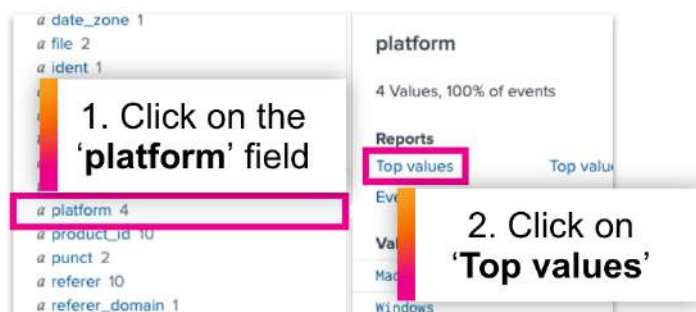 a date_zone 1
a file 2
a ident 1
1. Click on the
‘platform’ field
a platform 4
a product_id 10
a punct 2
a referer 10
a referer_domain 1
platform
4 Values, 100% of events
Reports
Top values Top
2. Click on
‘Top values’
Windows